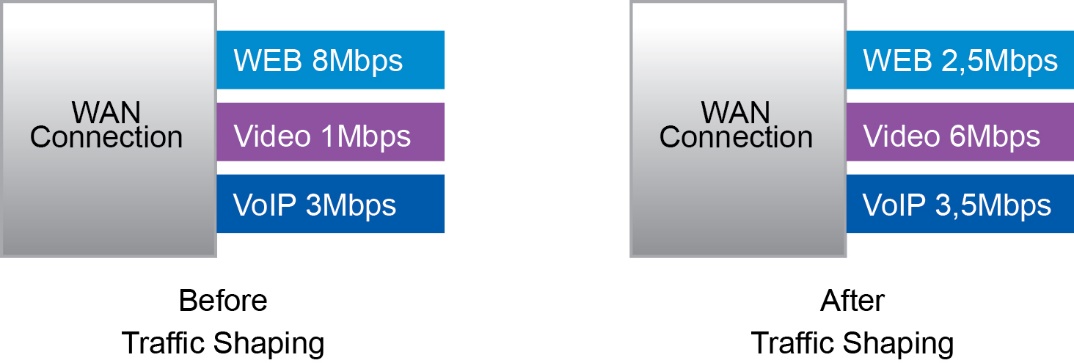 WAN
Connection
WEB 8Mbps
Video 1Mbps
VoIP 3Mbps
Before
Traffic Shaping
WAN
Connection
WEB 2,5Mbps
Video 6Mbps
VoIP 3,5Mbps
After
Traffic Shaping